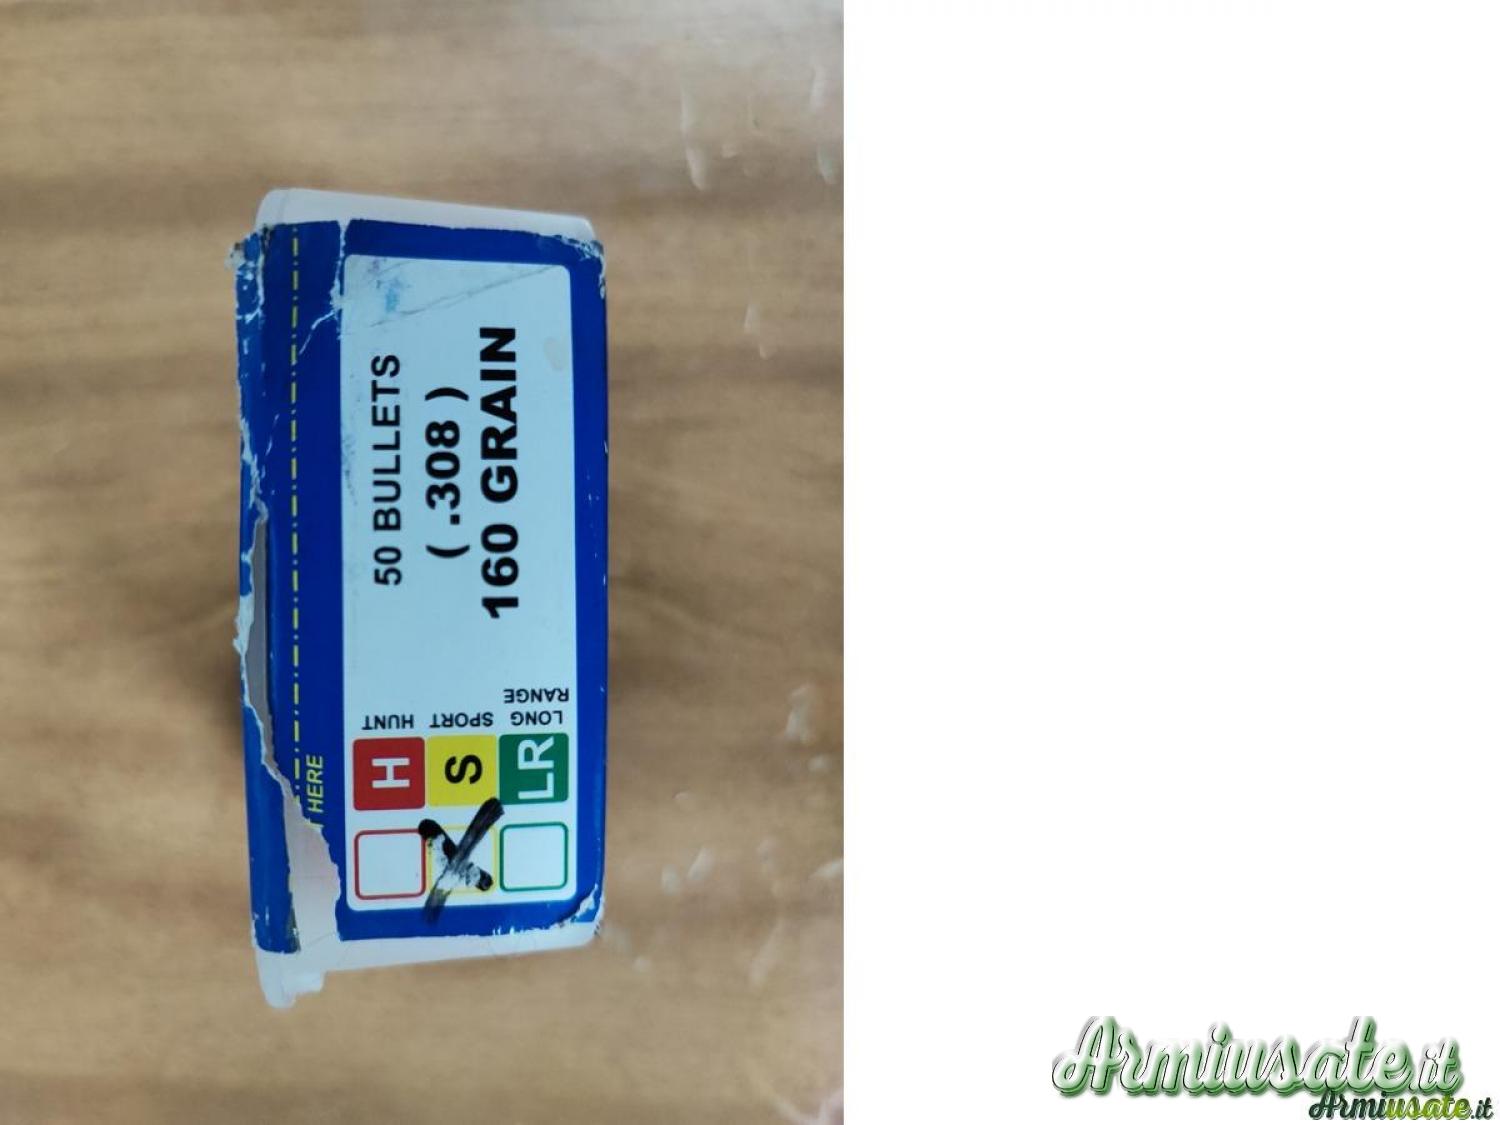 50 BULLETS
( .308 )
160 GRAIN
HUNT
SPORT
LONG
RANGE
H
S
LR
HERE
Armiusate.it
Armiusate.it